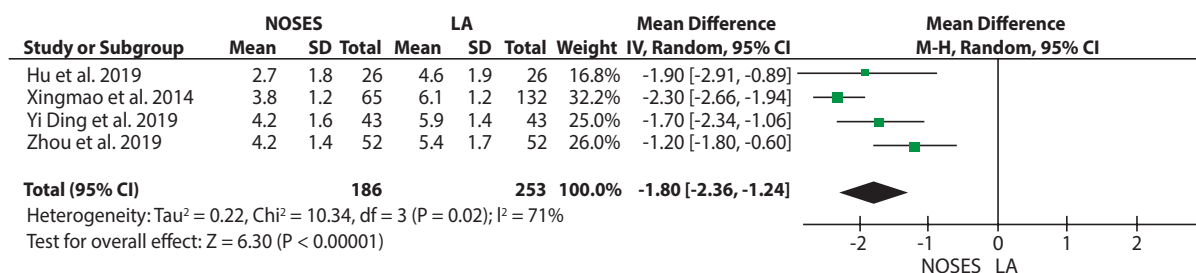 NOSES LA Mean Difference Mean Difference
Study or Subgroup Mean SD Total Mean SD Total Weight IV, Random, 95% CI M-H, Random, 95% CI
Hu et al. 2019 2.7 1.8 26 4.6 1.9 26 16.8% -1.90 [-2.91, -0.89]
Xingmao et al. 2014 3.8 1.2 65 6.1 1.2 132 32.2% -2.30 [-2.66, -1.94]
Yi Ding et al. 2019 4.2 1.6 43 5.9 1.4 43 25.0% -1.70 [-2.34, -1.06]
Zhou et al. 2019 4.2 1.4 52 5.4 1.7 52 26.0% -1.20 [-1.80, -0.60]
Total (95% CI) 186 253 100.0% -1.80 [-2.36, -1.24]
Heterogeneity: Tau² = 0.22, Chi² = 10.34, df = 3 (P = 0.02); I² = 71%
Test for overall effect: Z = 6.30 (P < 0.00001)
-2 -1 0 1 2
NOSES LA